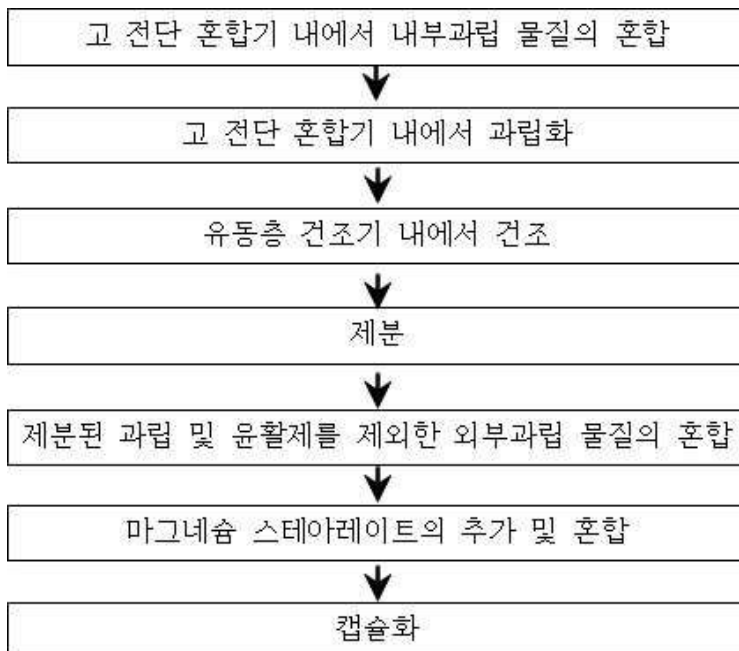 고 전단 혼합기 내에서 내부과립 물질의 혼합
고 전단 혼합기 내에서 과립화
유동층 건조기 내에서 건조
제분
제분된 과립 및 윤활제를 제외한 외부과립 물질의 혼합
마그네슘 스테아레이트의 추가 및 혼합
캡슐화